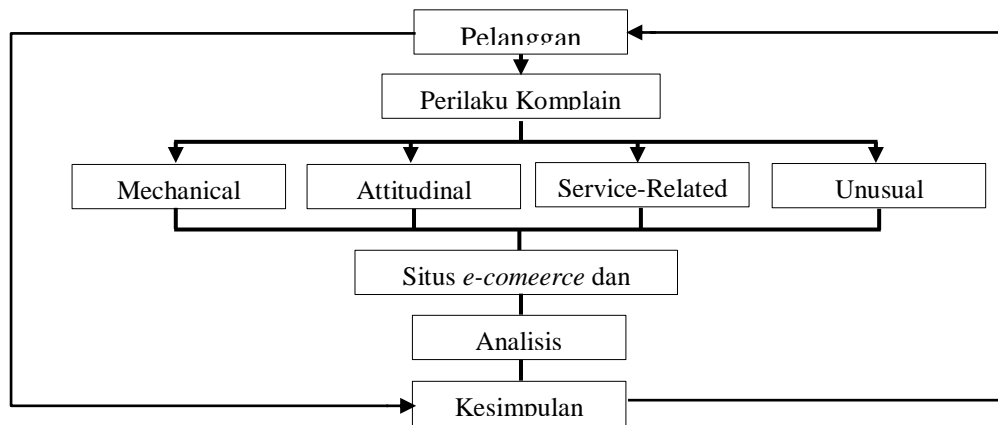 Pelanggan
Perilaku Komplain
Mechanical
Attitudinal
Service-Related
Unusual
Situs e-comeerce dan
Analisis
Kesimpulan